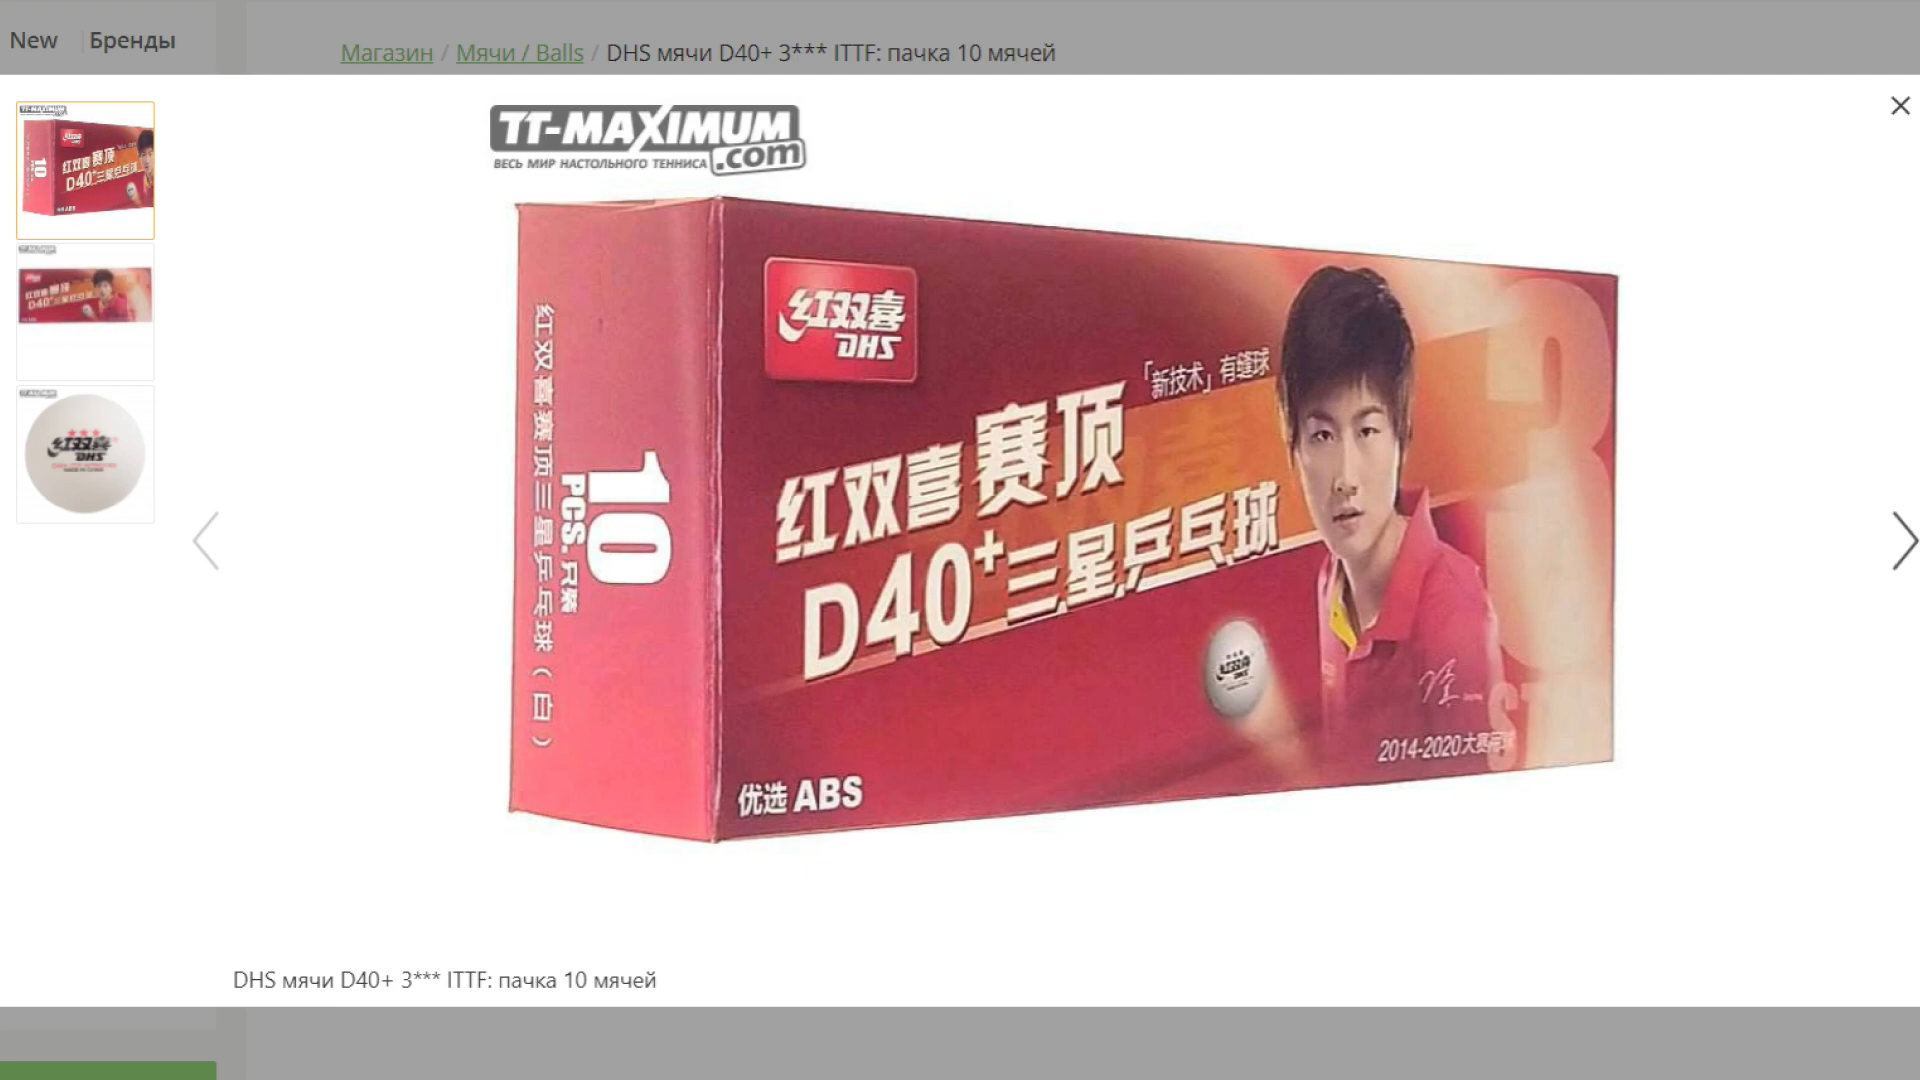 New
Бренды
Магазин / Мячи / Balls / DHS мячи D40+ 3*** ITTF: пачка 10 мячей
TT-MAXIMUM
.com
ВЕСЬ МИР НАСТОЛЬНОГО ТЕННИСА
红双喜
DHS
「新技术」有缝球
红双喜赛顶
D40+三星乒乓球
红双喜赛顶三星乒乓球(白)
10
PCS.只装
优选 ABS
2014-2020大赛用球
DHS мячи D40+ 3*** ITTF: пачка 10 мячей